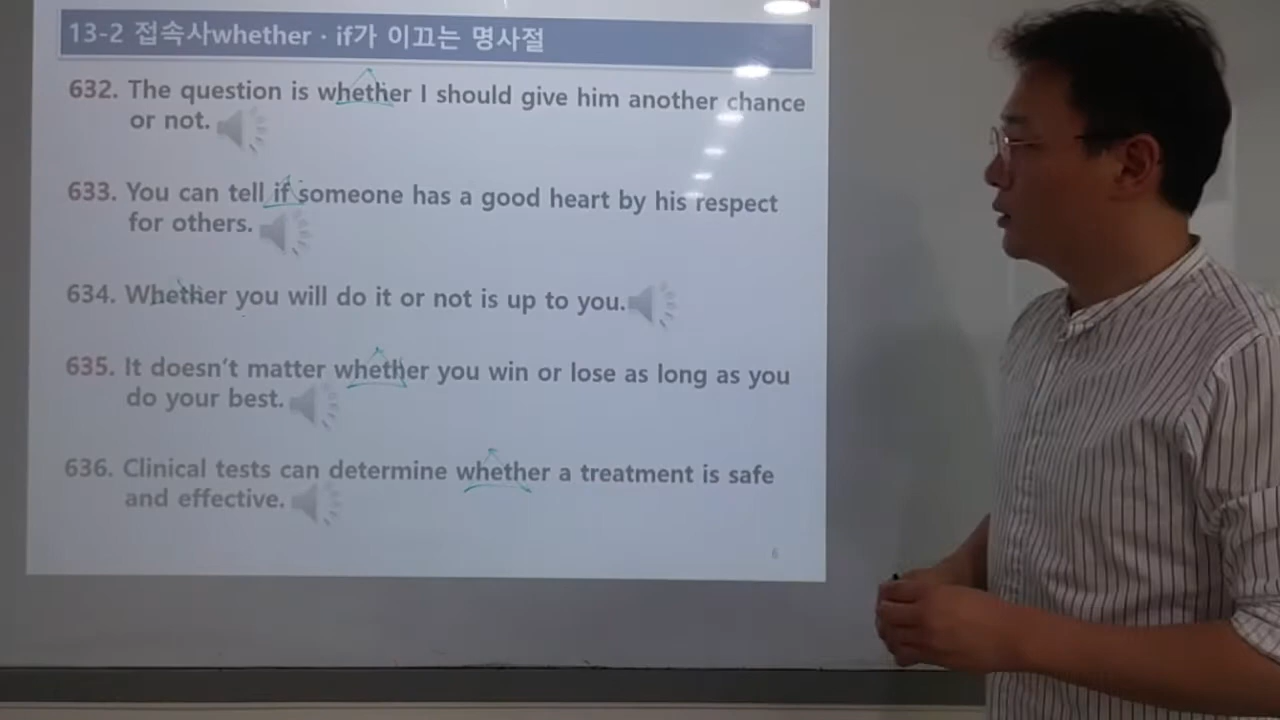 13-2 접속사whether · if가 이끄는 명사절
632. The question is whether I should give him another chance
or not.
633. You can tell if someone has a good heart by his respect
for others.
634. Whether you will do it or not is up to you.
635. It doesn't matter whether you win or lose as long as you
do your best.
636. Clinical tests can determine whether a treatment is safe
and effective.
6